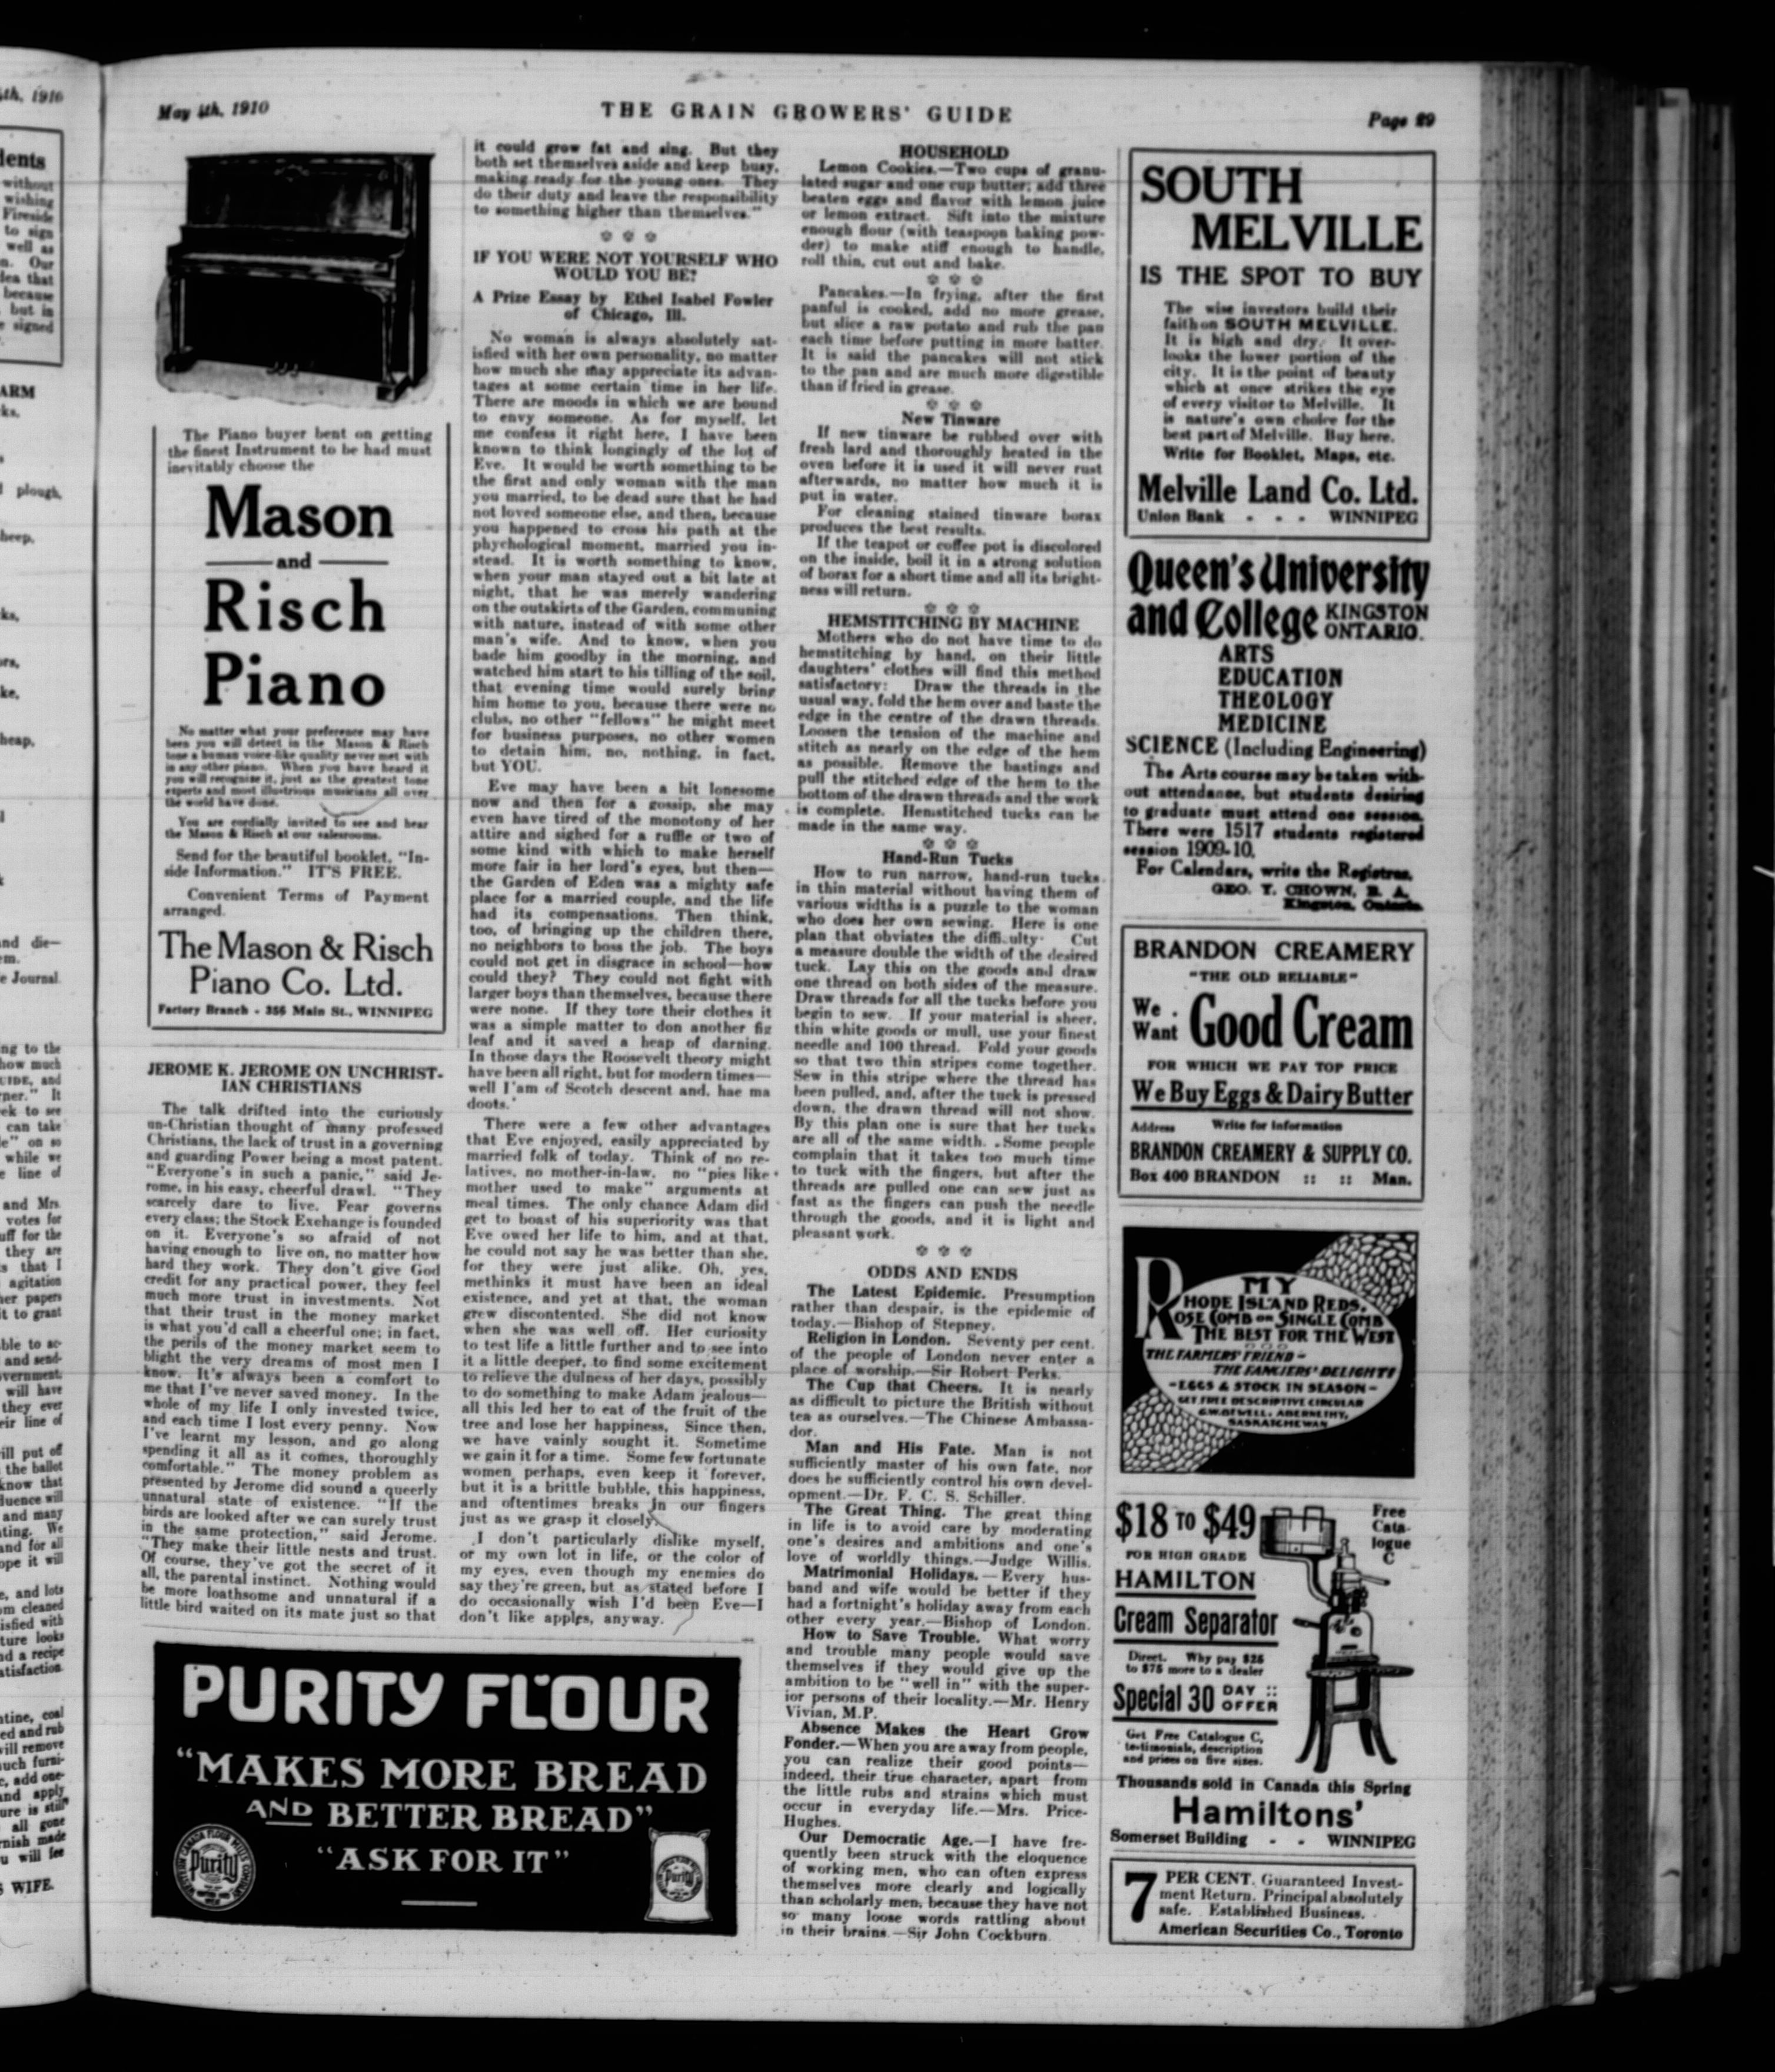 May 4th, 1910
THE GRAIN GROWERS' GUIDE
Page 29
The Piano buyer bent on getting
the finest Instrument to be had must
inevitably choose the
Mason
and
Risch
Piano
No matter what your preference may have
been you will detect in the Mason & Risch
tone a human voice-like quality never met with
in any other piano. When you have heard it
you will recognize it, just as the greatest tone
experts and most illustrious musicians all over
the world have done.
You are cordially invited to see and hear
the Mason & Risch at our salesrooms.
Send for the beautiful booklet, "In-
side Information." IT'S FREE.
Convenient Terms of Payment
arranged.
The Mason & Risch
Piano Co. Ltd.
Factory Branch - 356 Main St., WINNIPEG
JEROME K. JEROME ON UNCHRIST-
IAN CHRISTIANS
The talk drifted into the curiously
un-Christian thought of many professed
Christians, the lack of trust in a governing
and guarding Power being a most patent.
"Everyone's in such a panic," said Je-
rome, in his easy, cheerful drawl. "They
scarcely dare to live. Fear governs
every class; the Stock Exchange is founded
on it. Everyone's so afraid of not
having enough to live on, no matter how
hard they work. They don't give God
credit for any practical power, they feel
much more trust in investments. Not
that their trust in the money market
is what you'd call a cheerful one; in fact,
the perils of the money market seem to
blight the very dreams of most men I
know. It's always been a comfort to
me that I've never saved money. In the
whole of my life I only invested twice,
and each time I lost every penny. Now
I've learnt my lesson, and go along
spending it all as it comes, thoroughly
comfortable." The money problem as
presented by Jerome did sound a queerly
unnatural state of existence. "If the
birds are looked after we can surely trust
in the same protection," said Jerome.
"They make their little nests and trust.
Of course, they've got the secret of it
all, the parental instinct. Nothing would
be more loathsome and unnatural if a
little bird waited on its mate just so that
it could grow fat and sing. But they
both set themselves aside and keep busy,
making ready for the young ones. They
do their duty and leave the responsibility
to something higher than themselves."
IF YOU WERE NOT YOURSELF WHO
WOULD YOU BE?
A Prize Essay by Ethel Isabel Fowler
of Chicago, Ill.
No woman is always absolutely sat-
isfied with her own personality, no matter
how much she may appreciate its advan-
tages at some certain time in her life.
There are moods in which we are bound
to envy someone. As for myself, let
me confess it right here, I have been
known to think longingly of the lot of
Eve. It would be worth something to be
the first and only woman with the man
you married, to be dead sure that he had
not loved someone else, and then, because
you happened to cross his path at the
phychological moment, married you in-
stead. It is worth something to know,
when your man stayed out a bit late at
night, that he was merely wandering
on the outskirts of the Garden, communing
with nature, instead of with some other
man's wife. And to know, when you
bade him goodby in the morning, and
watched him start to his tilling of the soil,
that evening time would surely bring
him home to you, because there were no
clubs, no other "fellows" he might meet
for business purposes, no other women
to detain him, no, nothing, in fact,
but YOU.
Eve may have been a bit lonesome
now and then for a gossip, she may
even have tired of the monotony of her
attire and sighed for a ruffle or two of
some kind with which to make herself
more fair in her lord's eyes, but then—
the Garden of Eden was a mighty safe
place for a married couple, and the life
had its compensations. Then think,
too, of bringing up the children there,
no neighbors to boss the job. The boys
could not get in disgrace in school—how
could they? They could not fight with
larger boys than themselves, because there
were none. If they tore their clothes it
was a simple matter to don another fig
leaf and it saved a heap of darning.
In those days the Roosevelt theory might
have been all right, but for modern times—
well I'am of Scotch descent and, hae ma
doots.'
There were a few other advantages
that Eve enjoyed, easily appreciated by
married folk of today. Think of no re-
latives, no mother-in-law, no "pies like
mother used to make" arguments at
meal times. The only chance Adam did
get to boast of his superiority was that
Eve owed her life to him, and at that,
he could not say he was better than she,
for they were just alike. Oh, yes,
methinks it must have been an ideal
existence, and yet at that, the woman
grew discontented. She did not know
when she was well off. Her curiosity
to test life a little further and to see into
it a little deeper, to find some excitement
to relieve the dulness of her days, possibly
to do something to make Adam jealous—
all this led her to eat of the fruit of the
tree and lose her happiness, Since then,
we have vainly sought it. Sometime
we gain it for a time. Some few fortunate
women, perhaps, even keep it forever,
but it is a brittle bubble, this happiness,
and oftentimes breaks in our fingers
just as we grasp it closely.
I don't particularly dislike myself,
or my own lot in life, or the color of
my eyes, even though my enemies do
say they're green, but as stated before I
do occasionally wish I'd been Eve—I
don't like apples, anyway.
PURITY FLOUR
"MAKES MORE BREAD
AND BETTER BREAD"
"ASK FOR IT"
WESTERN CANADA FLOUR MILLS COMPANY
Purity
Purity
HOUSEHOLD
Lemon Cookies.—Two cups of granu-
lated sugar and one cup butter; add three
beaten eggs and flavor with lemon juice
or lemon extract. Sift into the mixture
enough flour (with teaspoon baking pow-
der) to make stiff enough to handle,
roll thin, cut out and bake.
Pancakes.—In frying, after the first
panful is cooked, add no more grease,
but slice a raw potato and rub the pan
each time before putting in more batter.
It is said the pancakes will not stick
to the pan and are much more digestible
than if fried in grease.
New Tinware
If new tinware be rubbed over with
fresh lard and thoroughly heated in the
oven before it is used it will never rust
afterwards, no matter how much it is
put in water.
For cleaning stained tinware borax
produces the best results.
If the teapot or coffee pot is discolored
on the inside, boil it in a strong solution
of borax for a short time and all its bright-
ness will return.
HEMSTITCHING BY MACHINE
Mothers who do not have time to do
hemstitching by hand, on their little
daughters' clothes will find this method
satisfactory: Draw the threads in the
usual way, fold the hem over and baste the
edge in the centre of the drawn threads.
Loosen the tension of the machine and
stitch as nearly on the edge of the hem
as possible. Remove the bastings and
pull the stitched edge of the hem to the
bottom of the drawn threads and the work
is complete. Hemstitched tucks can be
made in the same way.
Hand-Run Tucks
How to run narrow, hand-run tucks
in thin material without having them of
various widths is a puzzle to the woman
who does her own sewing. Here is one
plan that obviates the difficulty. Cut
a measure double the width of the desired
tuck. Lay this on the goods and draw
one thread on both sides of the measure.
Draw threads for all the tucks before you
begin to sew. If your material is sheer,
thin white goods or mull, use your finest
needle and 100 thread. Fold your goods
so that two thin stripes come together.
Sew in this stripe where the thread has
been pulled, and, after the tuck is pressed
down, the drawn thread will not show.
By this plan one is sure that her tucks
are all of the same width. Some people
complain that it takes too much time
to tuck with the fingers, but after the
threads are pulled one can sew just as
fast as the fingers can push the needle
through the goods, and it is light and
pleasant work.
ODDS AND ENDS
The Latest Epidemic. Presumption
rather than despair, is the epidemic of
today.—Bishop of Stepney.
Religion in London. Seventy per cent.
of the people of London never enter a
place of worship.—Sir Robert Perks.
The Cup that Cheers. It is nearly
as difficult to picture the British without
tea as ourselves.—The Chinese Ambassa-
dor.
Man and His Fate. Man is not
sufficiently master of his own fate, nor
does he sufficiently control his own devel-
opment.—Dr. F. C. S. Schiller.
The Great Thing. The great thing
in life is to avoid care by moderating
one's desires and ambitions and one's
love of worldly things.—Judge Willis.
Matrimonial Holidays.—Every hus-
band and wife would be better if they
had a fortnight's holiday away from each
other every year.—Bishop of London.
How to Save Trouble. What worry
and trouble many people would save
themselves if they would give up the
ambition to be "well in" with the super-
ior persons of their locality.—Mr. Henry
Vivian, M.P.
Absence Makes the Heart Grow
Fonder.—When you are away from people,
you can realize their good points—
indeed, their true character, apart from
the little rubs and strains which must
occur in everyday life.—Mrs. Price-
Hughes.
Our Democratic Age.—I have fre-
quently been struck with the eloquence
of working men, who can often express
themselves more clearly and logically
than scholarly men, because they have not
so many loose words rattling about
in their brains.—Sir John Cockburn.
SOUTH
MELVILLE
IS THE SPOT TO BUY
The wise investors build their
faith on SOUTH MELVILLE.
It is high and dry. It over-
looks the lower portion of the
city. It is the point of beauty
which at once strikes the eye
of every visitor to Melville. It
is nature's own choice for the
best part of Melville. Buy here.
Write for Booklet, Maps, etc.
Melville Land Co. Ltd.
Union Bank - - - WINNIPEG
Queen's University
and College KINGSTON
ONTARIO.
ARTS
EDUCATION
THEOLOGY
MEDICINE
SCIENCE (Including Engineering)
The Arts course may be taken with-
out attendance, but students desiring
to graduate must attend one session.
There were 1517 students registered
session 1909-10.
For Calendars, write the Registrar,
GEO. Y. CHOWN, B. A.
Kingston, Ontario.
BRANDON CREAMERY
"THE OLD RELIABLE"
We Want Good Cream
FOR WHICH WE PAY TOP PRICE
We Buy Eggs & Dairy Butter
Address Write for Information
BRANDON CREAMERY & SUPPLY CO.
Box 400 BRANDON :: :: Man.
MY
RHODE ISLAND REDS.
ROSE COMB OR SINGLE COMB
THE BEST FOR THE WEST
THE FARMERS' FRIEND -
THE FANCIERS' DELIGHT!
- EGGS & STOCK IN SEASON -
GET FREE DESCRIPTIVE CIRCULAR
ABERNETHY,
SASKATCHEWAN
$18 TO $49
Free
Cata-
logue
C
FOR HIGH GRADE
HAMILTON
Cream Separator
Direct. Why pay $25
to $75 more to a dealer
Special 30 DAY ::
OFFER
Get Free Catalogue C,
testimonials, description
and prices on five sizes.
Thousands sold in Canada this Spring
Hamiltons'
Somerset Building - - WINNIPEG
7 PER CENT. Guaranteed Invest-
ment Return. Principal absolutely
safe. Established Business.
American Securities Co., Toronto